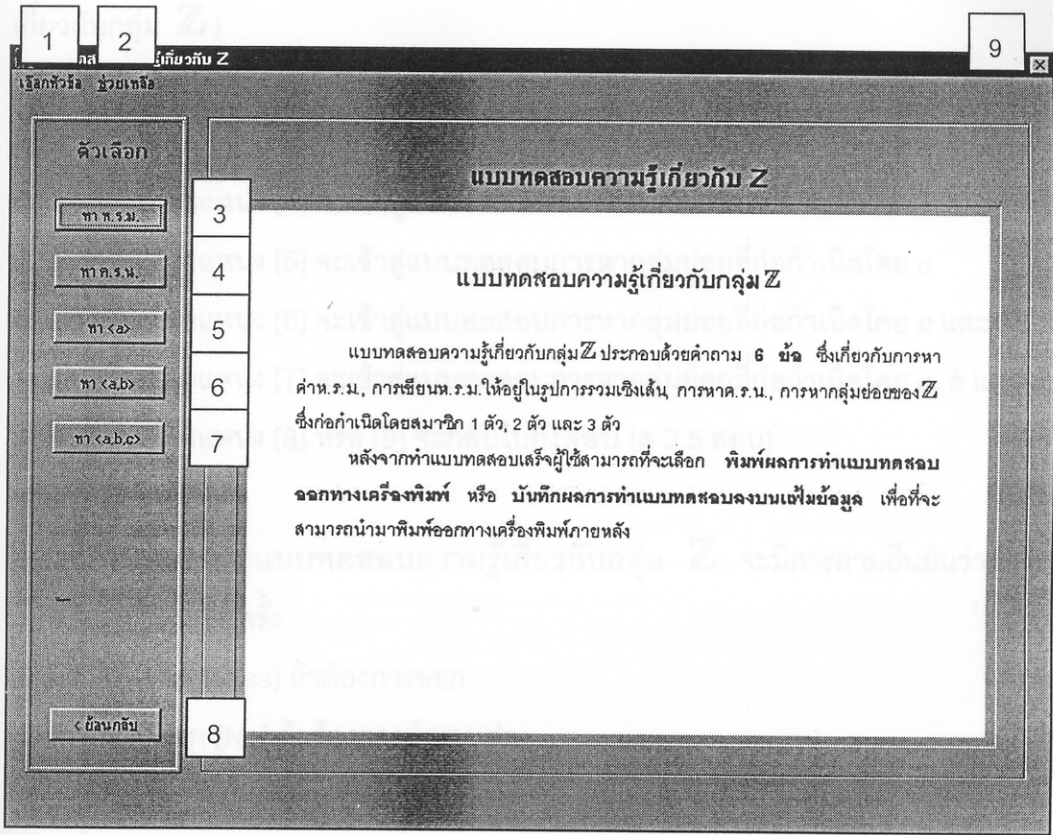 1 2 9
รู้เกี่ยวกับ Z
เลือกหัวข้อ ช่วยเหลือ
ตัวเลือก
แบบทดสอบความรู้เกี่ยวกับ Z
หา ห.ร.ม. 3
หา ค.ร.น. 4
หา <a> 5
หา <a,b> 6
หา <a,b,c> 7
< ย้อนกลับ 8
แบบทดสอบความรู้เกี่ยวกับกลุ่ม ℤ
แบบทดสอบความรู้เกี่ยวกับกลุ่ม ℤ ประกอบด้วยคำถาม 6 ข้อ ซึ่งเกี่ยวกับการหา
ค่าห.ร.ม., การเขียนห.ร.ม.ให้อยู่ในรูปการรวมเชิงเส้น, การหาค.ร.น., การหากลุ่มย่อยของ ℤ
ซึ่งก่อกำเนิดโดยสมาชิก 1 ตัว, 2 ตัว และ 3 ตัว
หลังจากทำแบบทดสอบเสร็จผู้ใช้สามารถที่จะเลือก พิมพ์ผลการทำแบบทดสอบ
ออกทางเครื่องพิมพ์ หรือ บันทึกผลการทำแบบทดสอบลงบนแฟ้มข้อมูล เพื่อที่จะ
สามารถนำมาพิมพ์ออกทางเครื่องพิมพ์ภายหลัง